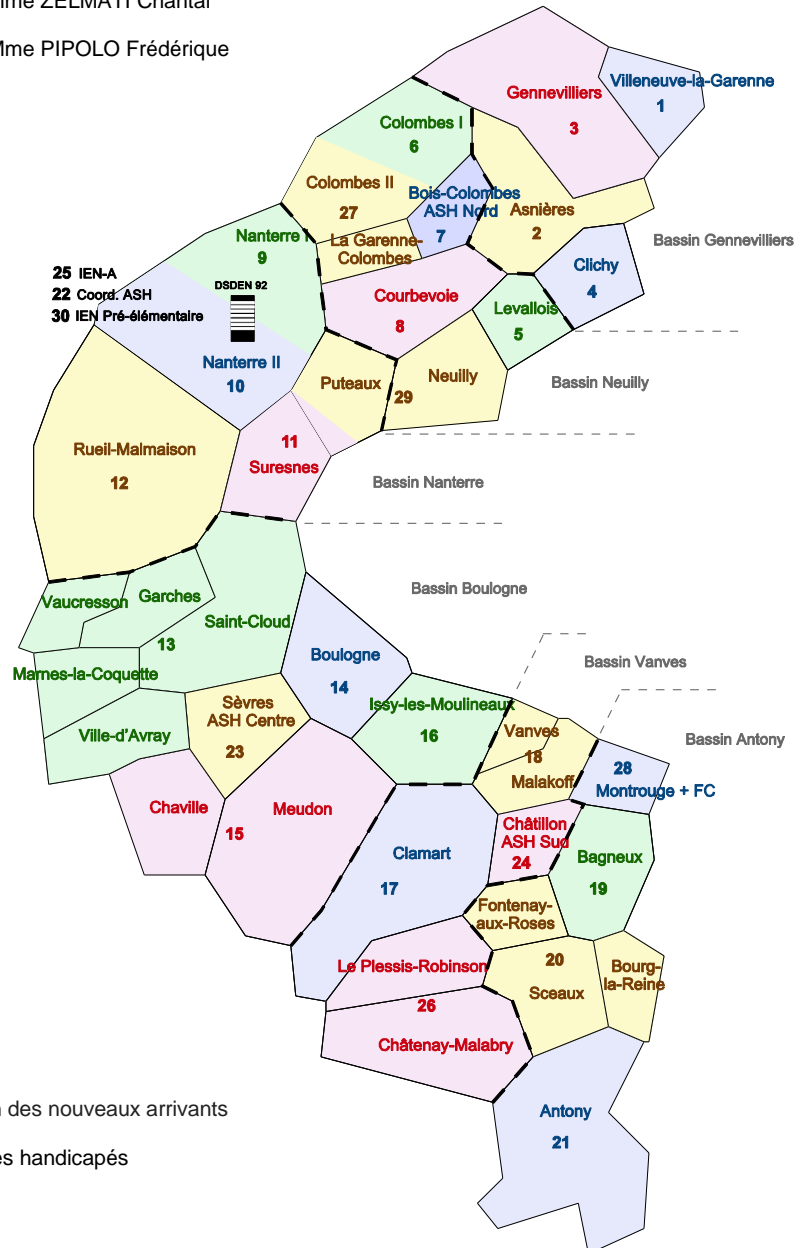 Mme ZELMATI Chantal
Mme PIPOLO Frédérique
Villeneuve-la-Garenne
1
Gennevilliers
3
Colombes I
6
Colombes II
27
Bois-Colombes
ASH Nord
7
Asnières
2
Bassin Gennevilliers
Nanterre I
9
La Garenne-
Colombes
Clichy
4
25 IEN-A
22 Coord. ASH
30 IEN Pré-élémentaire
DSDEN 92
Courbevoie
8
Levallois
5
Nanterre II
10
Puteaux
Neuilly
29
Bassin Neuilly
11
Suresnes
Rueil-Malmaison
12
Bassin Nanterre
Vaucresson
Garches
Saint-Cloud
13
Bassin Boulogne
Marnes-la-Coquette
Boulogne
14
Bassin Vanves
Ville-d'Avray
Sèvres
ASH Centre
23
Issy-les-Moulineaux
16
Vanves
18
Malakoff
Bassin Antony
28
Montrouge + FC
Chaville
Meudon
15
Châtillon
ASH Sud
24
Clamart
17
Bagneux
19
Fontenay-
aux-Roses
Le Plessis-Robinson
26
20
Sceaux
Bourg-
la-Reine
Châtenay-Malabry
Antony
21
des nouveaux arrivants
handicapés